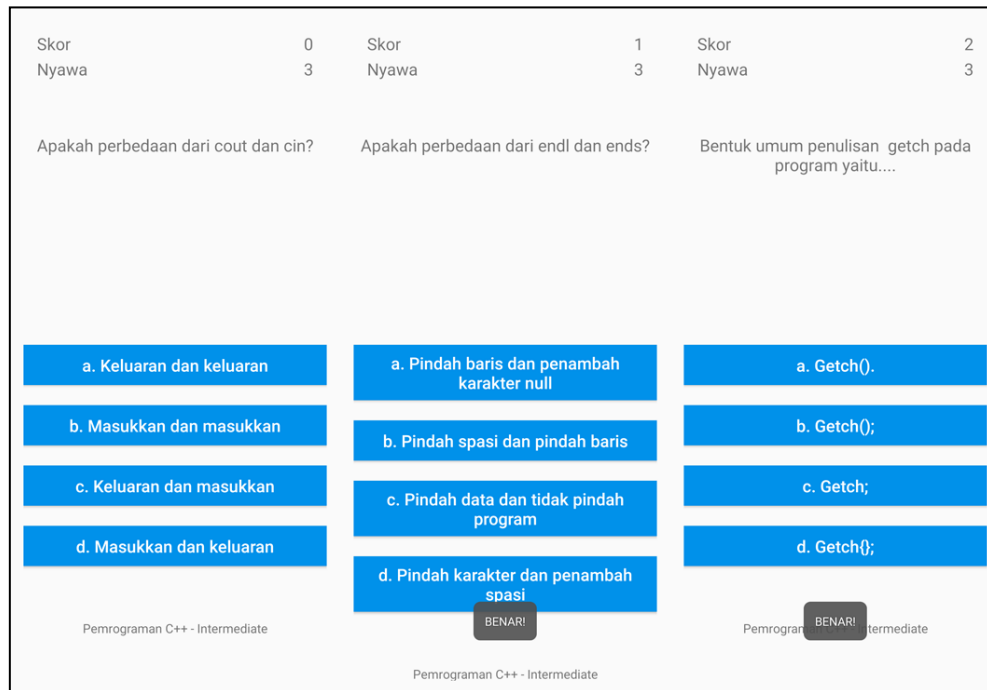 Skor 0
Nyawa 3
Apakah perbedaan dari cout dan cin?
a. Keluaran dan keluaran
b. Masukkan dan masukkan
c. Keluaran dan masukkan
d. Masukkan dan keluaran
Pemrograman C++ - Intermediate
Skor 1
Nyawa 3
Apakah perbedaan dari endl dan ends?
a. Pindah baris dan penambah
karakter null
b. Pindah spasi dan pindah baris
c. Pindah data dan tidak pindah
program
d. Pindah karakter dan penambah
spasi
BENAR!
Pemrograman C++ - Intermediate
Skor 2
Nyawa 3
Bentuk umum penulisan getch pada
program yaitu....
a. Getch().
b. Getch();
c. Getch;
d. Getch{};
BENAR!